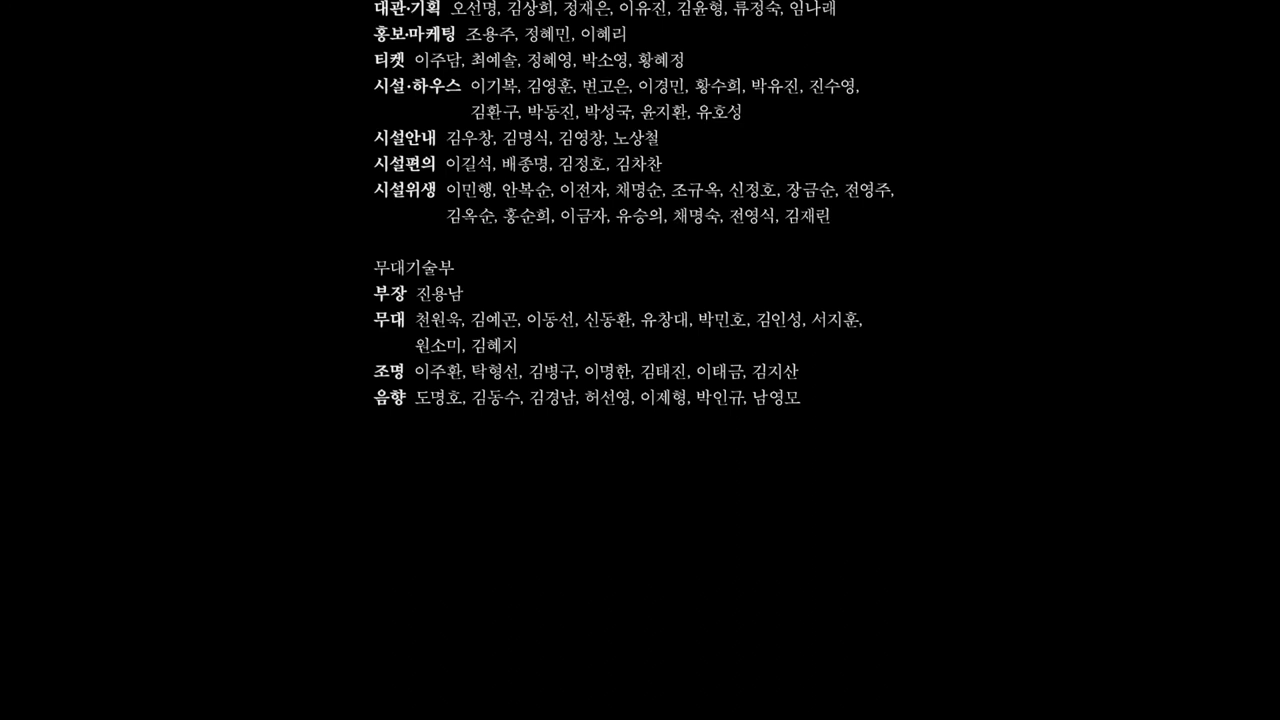 대관·기획 오선명, 김상희, 정재은, 이유진, 김윤형, 류정숙, 임나래
홍보·마케팅 조용주, 정혜민, 이혜리
티켓 이주담, 최예솔, 정혜영, 박소영, 황혜정
시설·하우스 이기복, 김영훈, 변고은, 이경민, 황수희, 박유진, 진수영,
김환구, 박동진, 박성국, 윤지환, 유호성
시설안내 김우창, 김명식, 김영창, 노상철
시설편의 이길석, 배종명, 김정호, 김차찬
시설위생 이민행, 안복순, 이전자, 채명순, 조규옥, 신정호, 장금순, 전영주,
김옥순, 홍순희, 이금자, 유승의, 채명숙, 전영식, 김재린
무대기술부
부장 진용남
무대 천원욱, 김예곤, 이동선, 신동환, 유창대, 박민호, 김인성, 서지훈,
원소미, 김혜지
조명 이주환, 탁형선, 김병구, 이명한, 김태진, 이태금, 김지산
음향 도명호, 김동수, 김경남, 허선영, 이제형, 박인규, 남영모